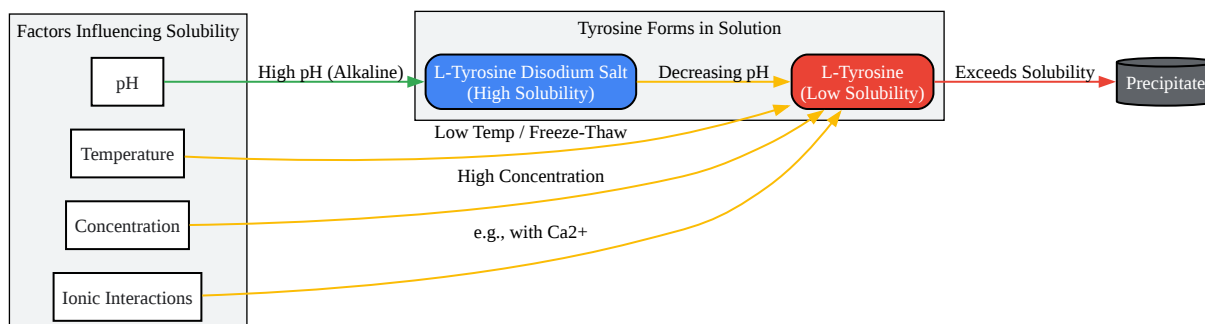 Factors Influencing Solubility
pH
Temperature
Concentration
Ionic Interactions
High pH (Alkaline)
Tyrosine Forms in Solution
L-Tyrosine Disodium Salt
(High Solubility)
Decreasing pH
L-Tyrosine
(Low Solubility)
Exceeds Solubility
Precipitate
Low Temp / Freeze-Thaw
High Concentration
e.g., with Ca2+